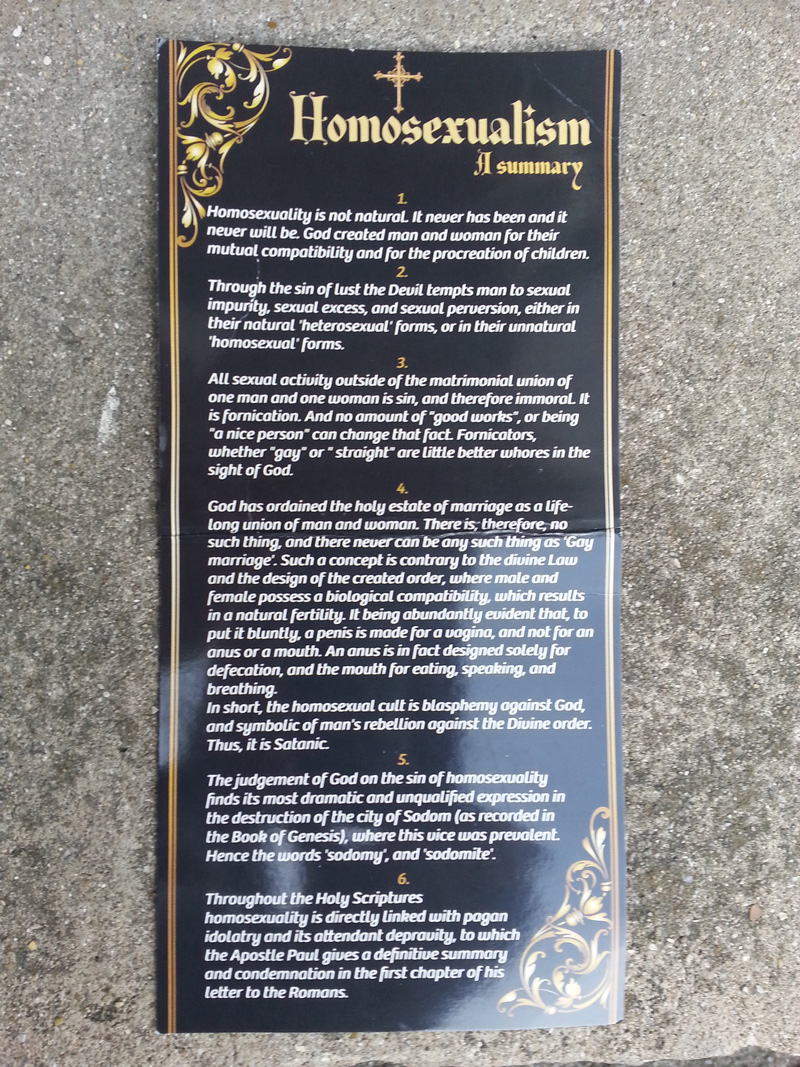 Homosexualism
A summary
1.
Homosexuality is not natural. It never has been and it
never will be. God created man and woman for their
mutual compatibility and for the procreation of children.
2.
Through the sin of lust the Devil tempts man to sexual
impurity, sexual excess, and sexual perversion, either in
their natural 'heterosexual' forms, or in their unnatural
'homosexual' forms.
3.
All sexual activity outside of the matrimonial union of
one man and one woman is sin, and therefore immoral. It
is fornication. And no amount of "good works", or being
"a nice person" can change that fact. Fornicators,
whether "gay" or " straight" are little better whores in the
sight of God.
4.
God has ordained the holy estate of marriage as a life-
long union of man and woman. There is, therefore, no
such thing, and there never can be any such thing as 'Gay
marriage'. Such a concept is contrary to the divine Law
and the design of the created order, where male and
female possess a biological compatibility, which results
in a natural fertility. It being abundantly evident that, to
put it bluntly, a penis is made for a vagina, and not for an
anus or a mouth. An anus is in fact designed solely for
defecation, and the mouth for eating, speaking, and
breathing.
In short, the homosexual cult is blasphemy against God,
and symbolic of man's rebellion against the Divine order.
Thus, it is Satanic.
5.
The judgement of God on the sin of homosexuality
finds its most dramatic and unqualified expression in
the destruction of the city of Sodom (as recorded in
the Book of Genesis), where this vice was prevalent.
Hence the words 'sodomy', and 'sodomite'.
6.
Throughout the Holy Scriptures
homosexuality is directly linked with pagan
idolatry and its attendant depravity, to which
the Apostle Paul gives a definitive summary
and condemnation in the first chapter of his
letter to the Romans.